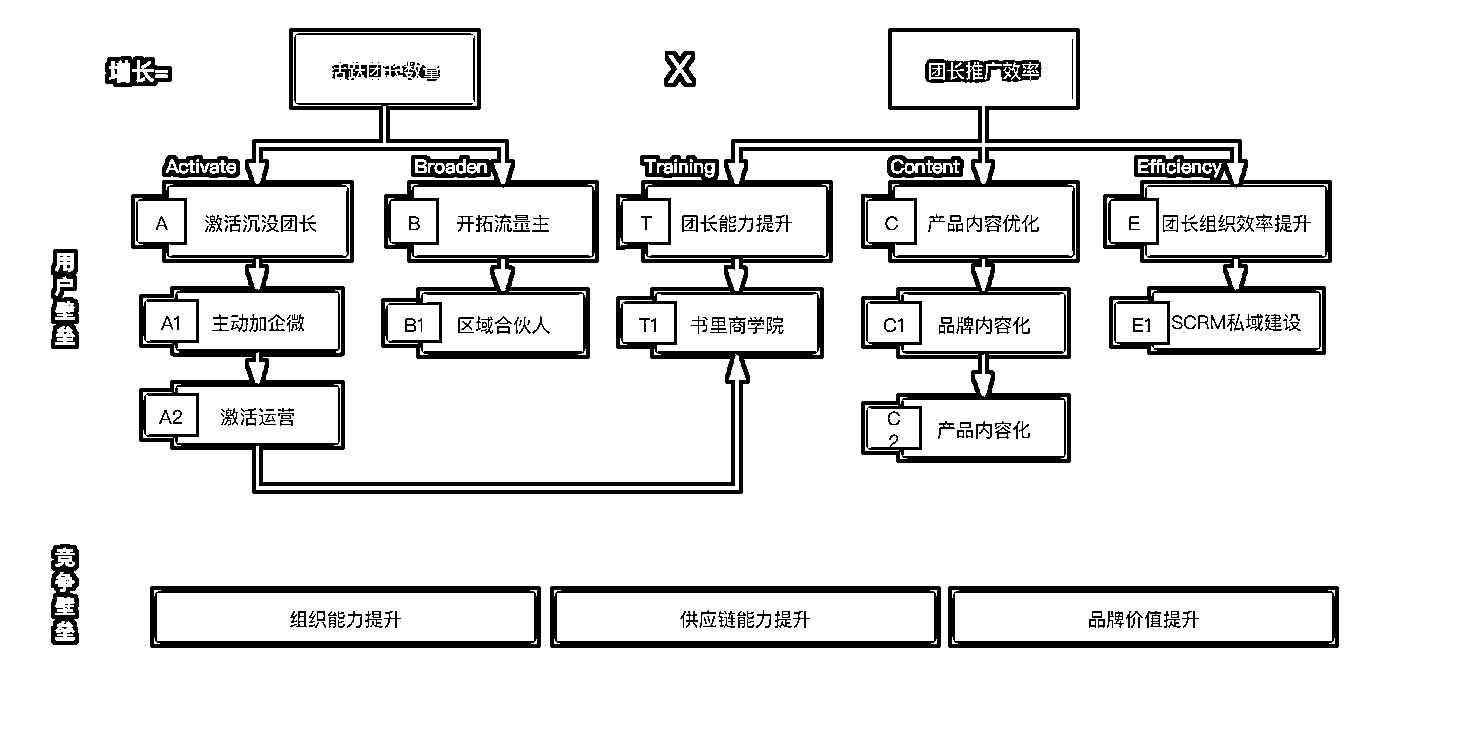 增长=
活跃团长数量
X
团长推广效率
Activate
Broaden
Training
Content
Efficiency
A
激活沉没团长
B
开拓流量主
T
团长能力提升
C
产品内容优化
E
团长组织效率提升
用户壁垒
A1
主动加企微
B1
区域合伙人
T1
书里商学院
C1
品牌内容化
E1
SCRM私域建设
A2
激活运营
C
2
产品内容化
竞争壁垒
组织能力提升
供应链能力提升
品牌价值提升